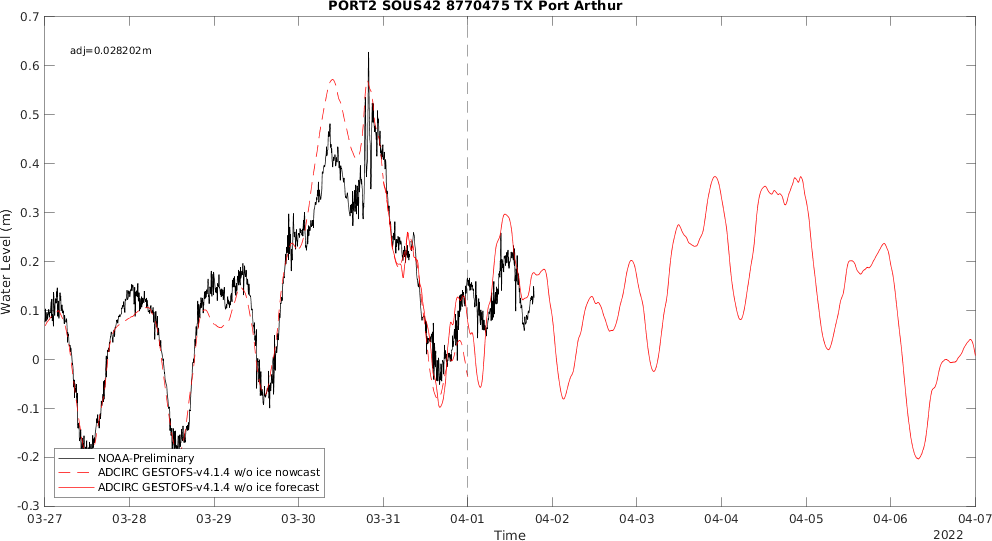 PORT2 SOUS42 8770475 TX Port Arthur
adj=0.028202m
0.7
0.6
0.5
0.4
0.3
0.2
0.1
0
-0.1
-0.2
-0.3
Water Level (m)
NOAA-Preliminary
ADCIRC GESTOFS-v4.1.4 w/o ice nowcast
ADCIRC GESTOFS-v4.1.4 w/o ice forecast
03-27 03-28 03-29 03-30 03-31 04-01 04-02 04-03 04-04 04-05 04-06 04-07
Time
2022